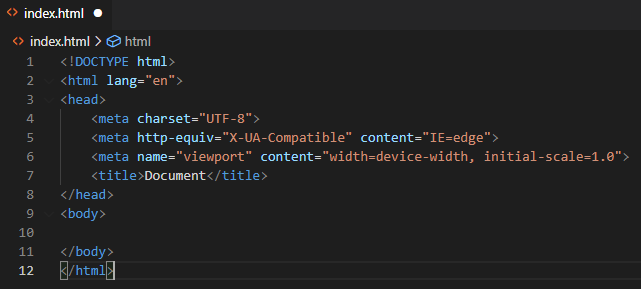 index.html
index.html > html
1 <!DOCTYPE html>
2 <html lang="en">
3 <head>
4     <meta charset="UTF-8">
5     <meta http-equiv="X-UA-Compatible" content="IE=edge">
6     <meta name="viewport" content="width=device-width, initial-scale=1.0">
7     <title>Document</title>
8 </head>
9 <body>
10
11 </body>
12 </html>